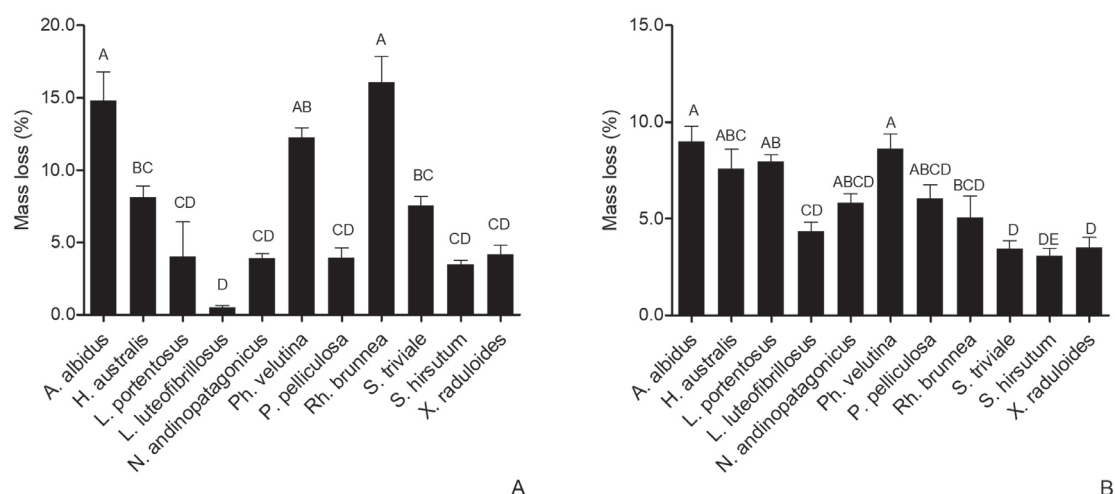 20.0
15.0
10.0
5.0
0.0
Mass loss (%)
A
BC
CD
D
CD
AB
CD
A
BC
CD
CD
A. albidus
H. australis
L. portentosus
L. luteofibrillosus
N. andinopatagonicus
Ph. velutina
P. pelliculosa
Rh. brunnea
S. triviale
S. hirsutum
X. raduloides
A
15.0
10.0
5.0
0.0
Mass loss (%)
A
ABC
AB
CD
ABCD
A
ABCD
BCD
D
DE
D
A. albidus
H. australis
L. portentosus
L. luteofibrillosus
N. andinopatagonicus
Ph. velutina
P. pelliculosa
Rh. brunnea
S. triviale
S. hirsutum
X. raduloides
B